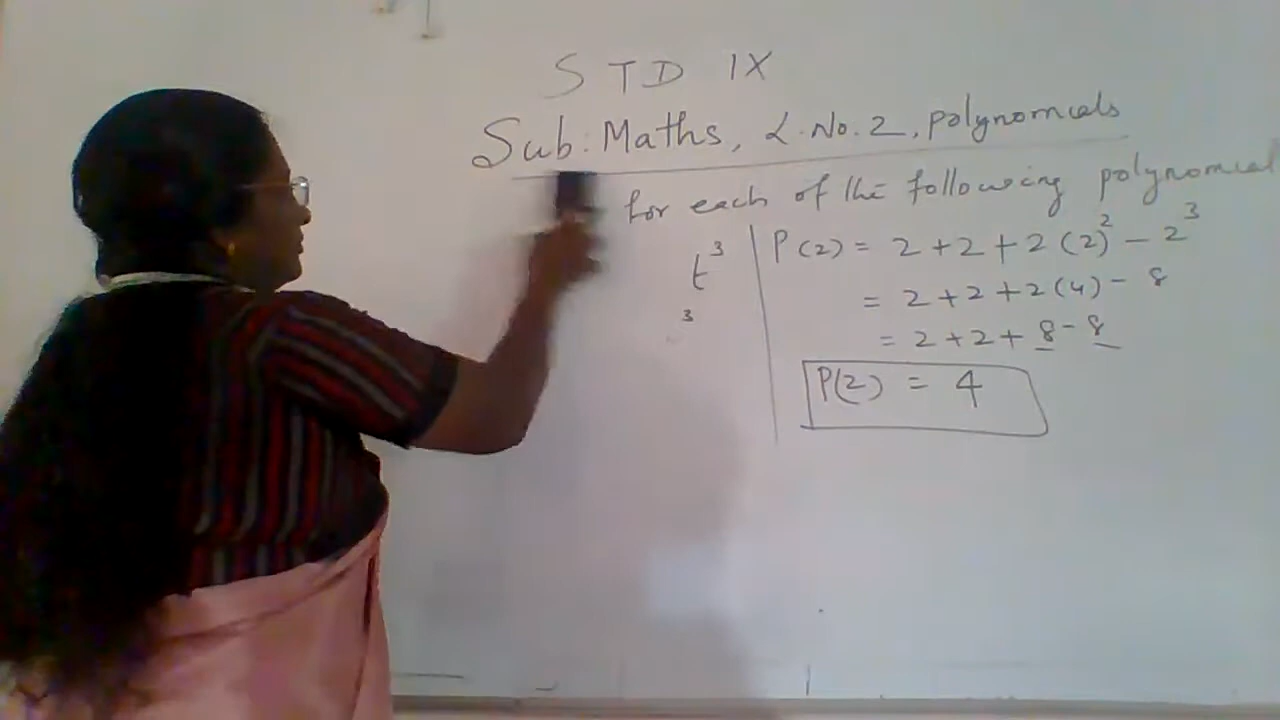 STD IX
Sub: Maths, L.No.2, polynomials
for each of the following polynomial
t³
3
P(2) = 2+2+2(2)² - 2³
= 2+2+2(4) - 8
= 2+2+8-8
P(2) = 4